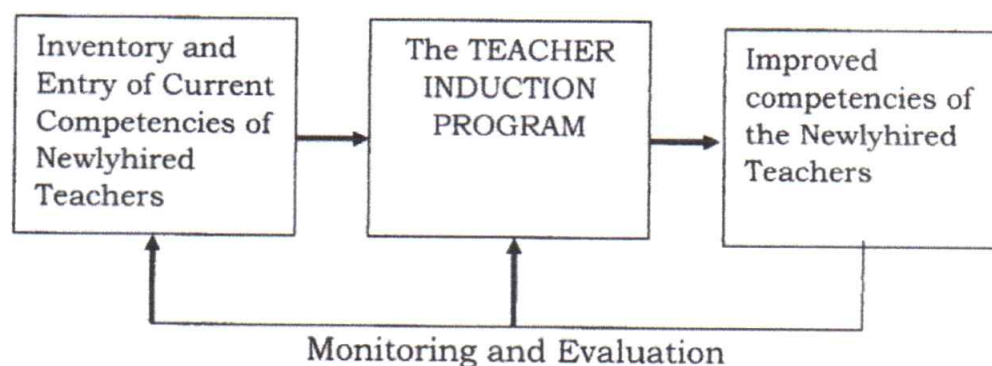 Inventory and
Entry of Current
Competencies of
Newlyhired
Teachers
The TEACHER
INDUCTION
PROGRAM
Improved
competencies of
the Newlyhired
Teachers
Monitoring and Evaluation